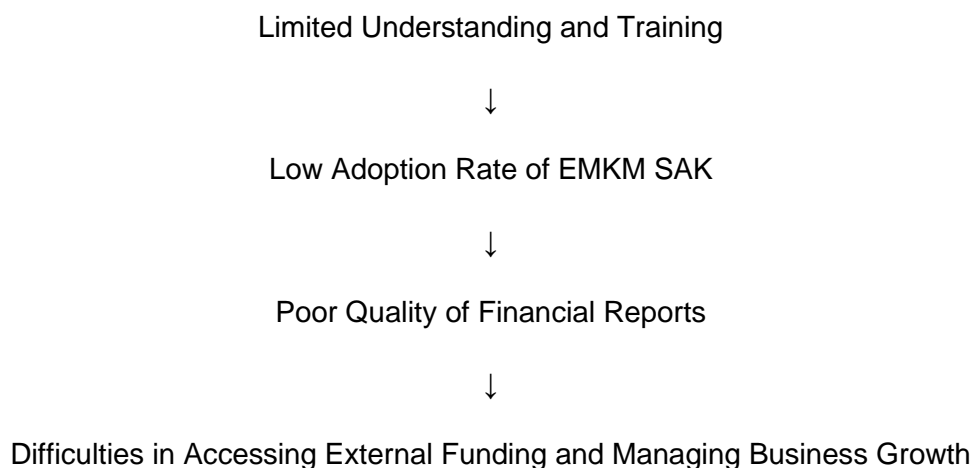 Limited Understanding and Training
↓
Low Adoption Rate of EMKM SAK
↓
Poor Quality of Financial Reports
↓
Difficulties in Accessing External Funding and Managing Business Growth